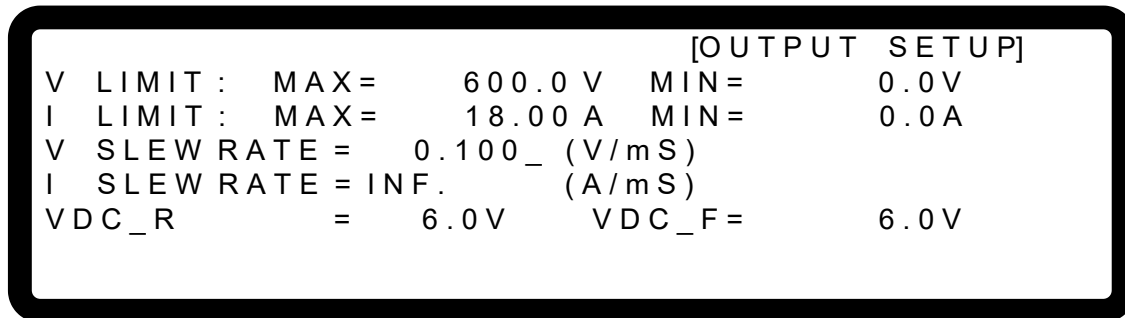 [OUTPUT SETUP]
V LIMIT: MAX= 600.0V MIN= 0.0V
I LIMIT: MAX= 18.00A MIN= 0.0A
V SLEW RATE= 0.100_ (V/mS)
I SLEW RATE=INF. (A/mS)
VDC_R = 6.0V VDC_F= 6.0V